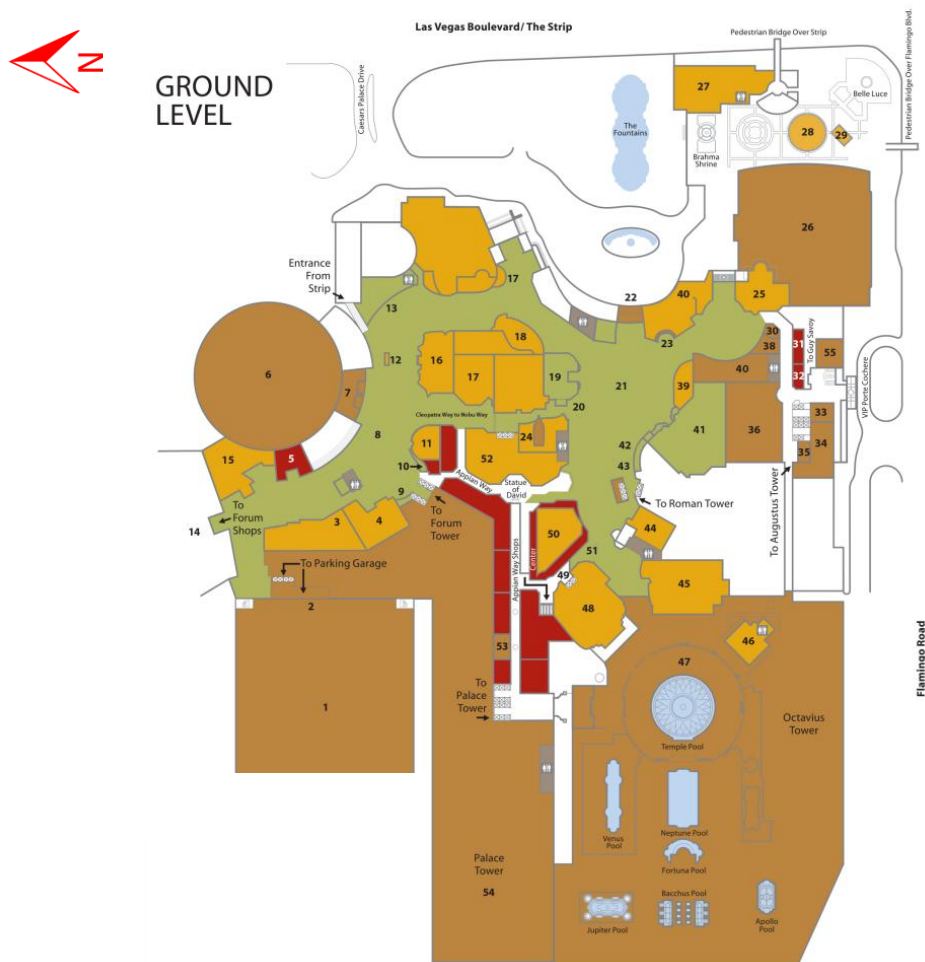 Las Vegas Boulevard/ The Strip
Pedestrian Bridge Over Strip
N
GROUND
LEVEL
Caesars Palace Drive
Pedestrian Bridge Over Flamingo Blvd.
27
Belle Luce
The
Fountains
28
29
Brahma
Shrine
26
Entrance
From
Strip
17
13
22
40
25
30
38
31
To Guy Savoy
55
23
18
12
16
17
19
6
7
40
32
VIP Porte Cochere
39
21
20
Cleopatra Way to Nobu Way
33
8
24
41
36
34
11
52
42
35
15
5
10
Appian Way
43
Statue
of
David
9
To
Forum
Tower
To Roman Tower
To Augustus Tower
To
Forum
Shops
14
3
4
44
50
51
Center
Appian Way Shops
To Parking Garage
49
45
2
48
46
53
47
To
Palace
Tower
1
Octavius
Tower
Flamingo Road
Temple Pool
Venus
Pool
Neptune Pool
Palace
Tower
54
Fortuna Pool
Bacchus Pool
Jupiter Pool
Apollo
Pool